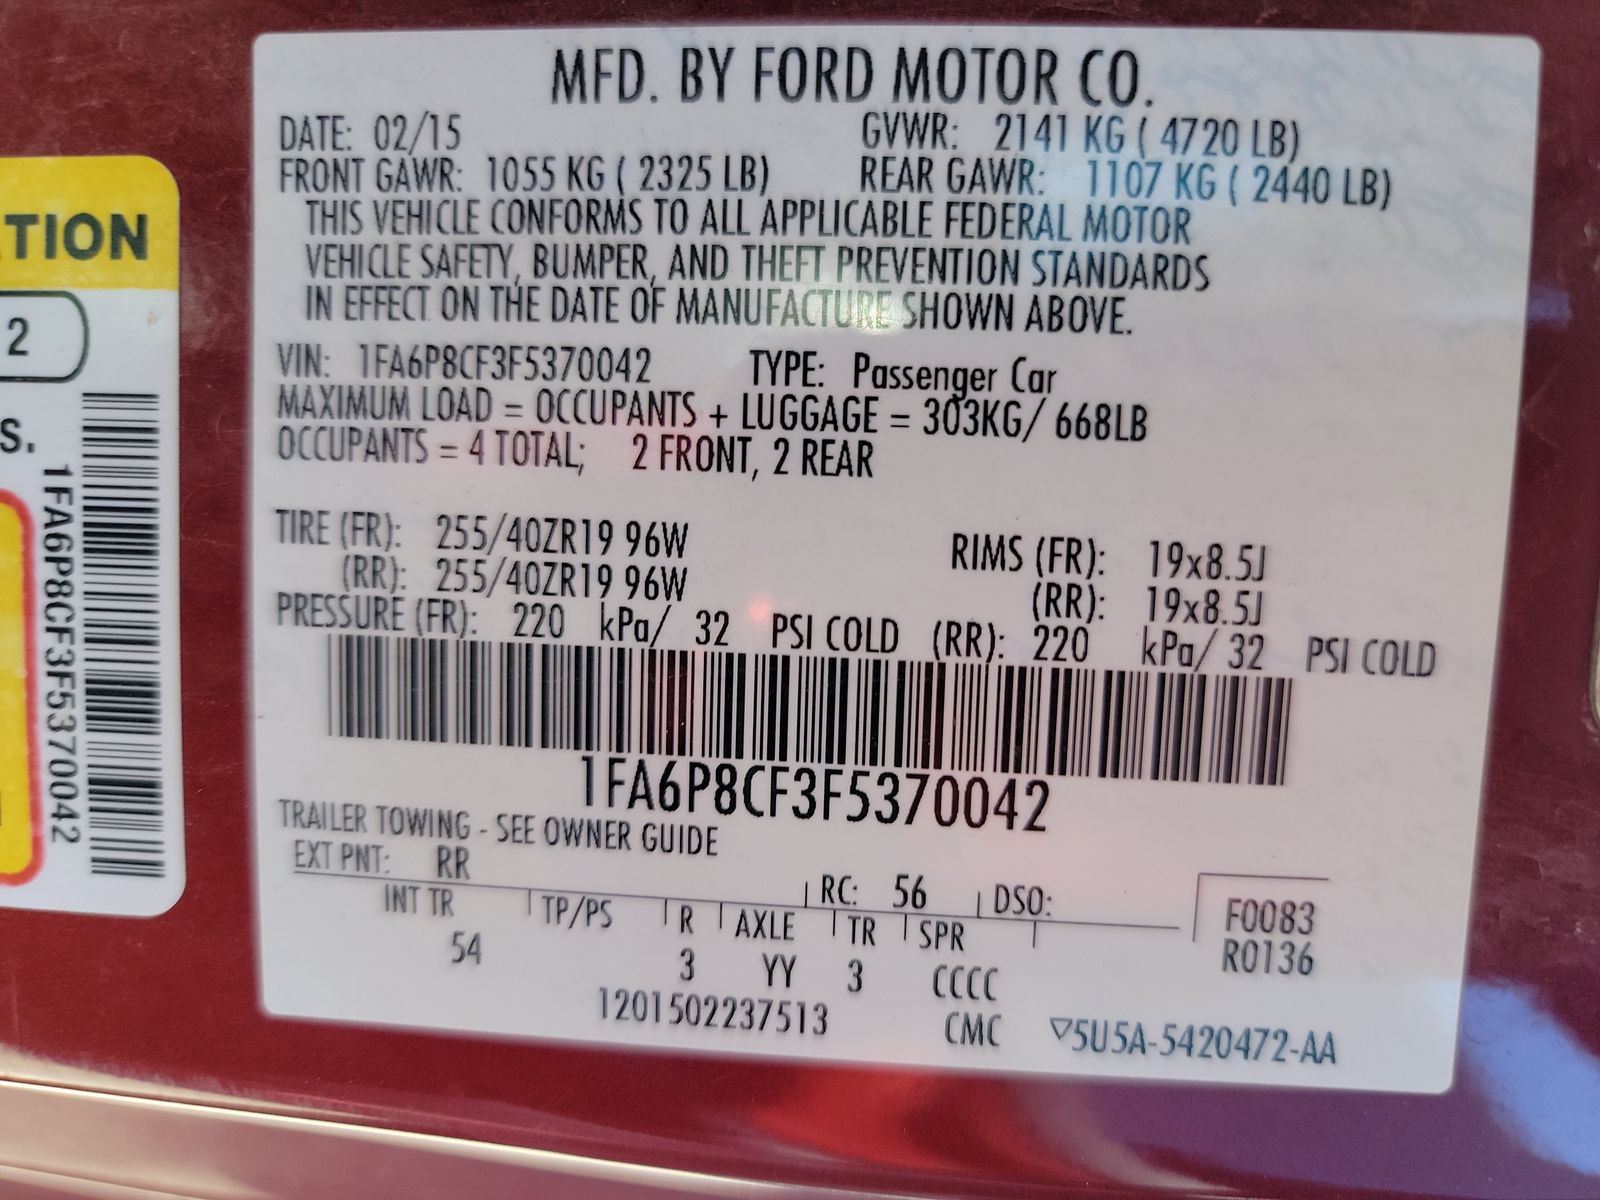 MFD. BY FORD MOTOR CO.
DATE: 02/15 GVWR: 2141 KG ( 4720 LB)
FRONT GAWR: 1055 KG ( 2325 LB) REAR GAWR: 1107 KG ( 2440 LB)
THIS VEHICLE CONFORMS TO ALL APPLICABLE FEDERAL MOTOR
VEHICLE SAFETY, BUMPER, AND THEFT PREVENTION STANDARDS
IN EFFECT ON THE DATE OF MANUFACTURE SHOWN ABOVE.
VIN: 1FA6P8CF3F5370042 TYPE: Passenger Car
MAXIMUM LOAD = OCCUPANTS + LUGGAGE = 303KG/ 668LB
OCCUPANTS = 4 TOTAL; 2 FRONT, 2 REAR
TIRE (FR): 255/40ZR19 96W RIMS (FR): 19x8.5J
(RR): 255/40ZR19 96W (RR): 19x8.5J
PRESSURE (FR): 220 kPa/ 32 PSI COLD (RR): 220 kPa/ 32 PSI COLD
1FA6P8CF3F5370042
TRAILER TOWING - SEE OWNER GUIDE
EXT PNT: RR RC: 56 DSO:
INT TR TP/PS R AXLE TR SPR
54 3 YY 3 CCCC
F0083
R0136
1201502237513 CMC ▽5U5A-5420472-AA
TION
2
S.
1FA6P8CF3F5370042